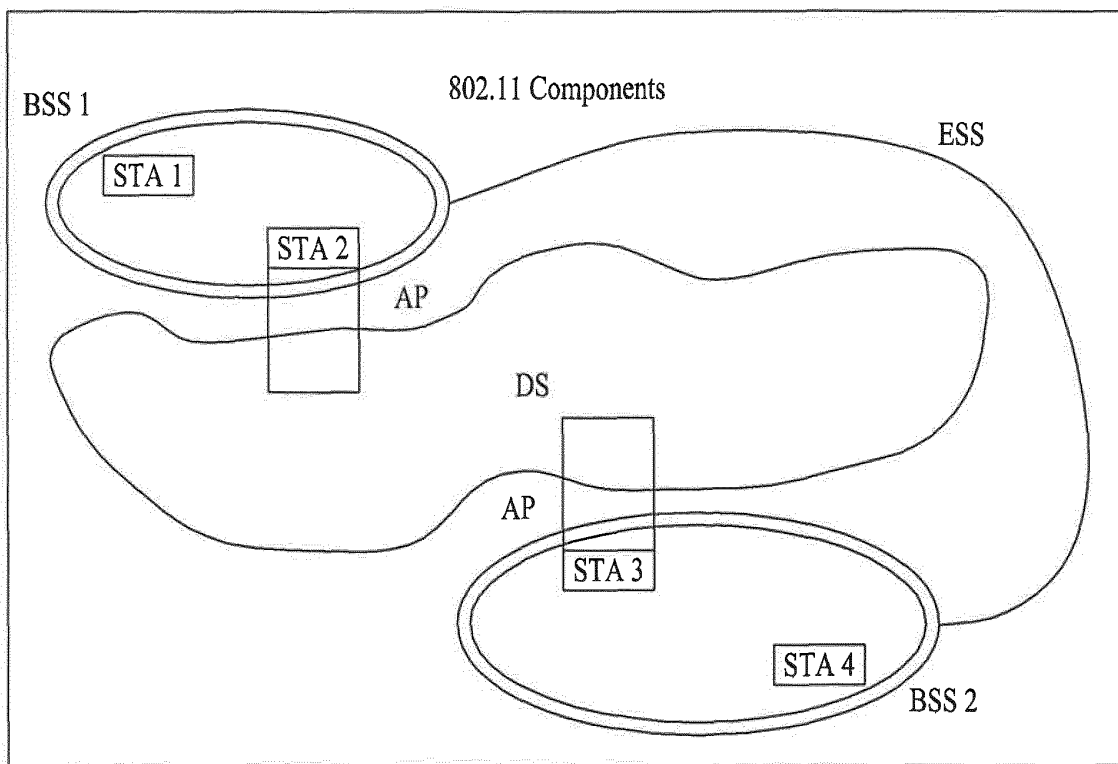 802.11 Components
BSS 1
ESS
STA 1
STA 2
AP
DS
AP
STA 3
STA 4
BSS 2